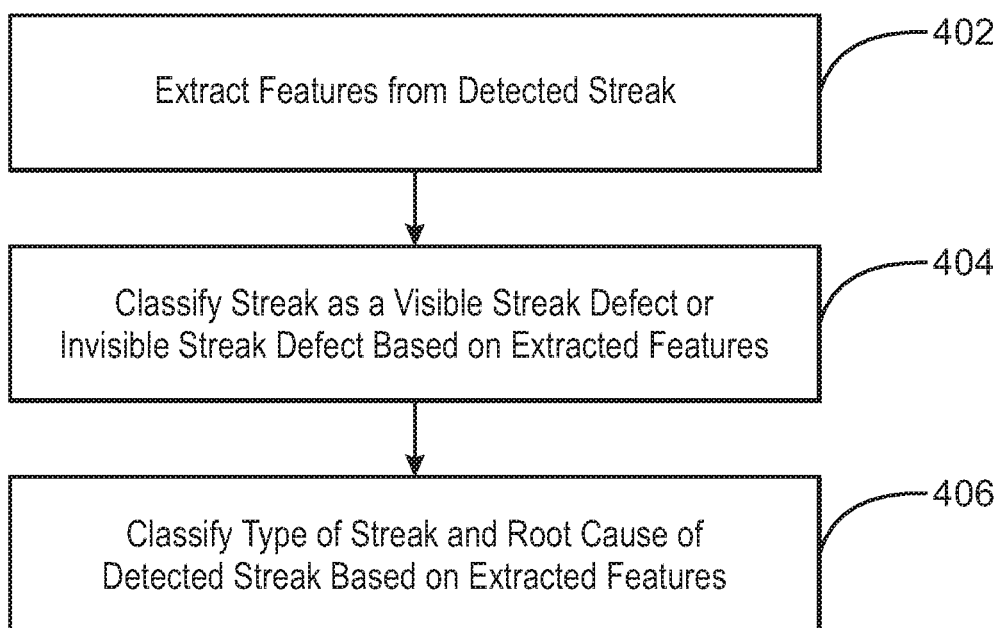 Extract Features from Detected Streak
402
Classify Streak as a Visible Streak Defect or
Invisible Streak Defect Based on Extracted Features
404
Classify Type of Streak and Root Cause of
Detected Streak Based on Extracted Features
406